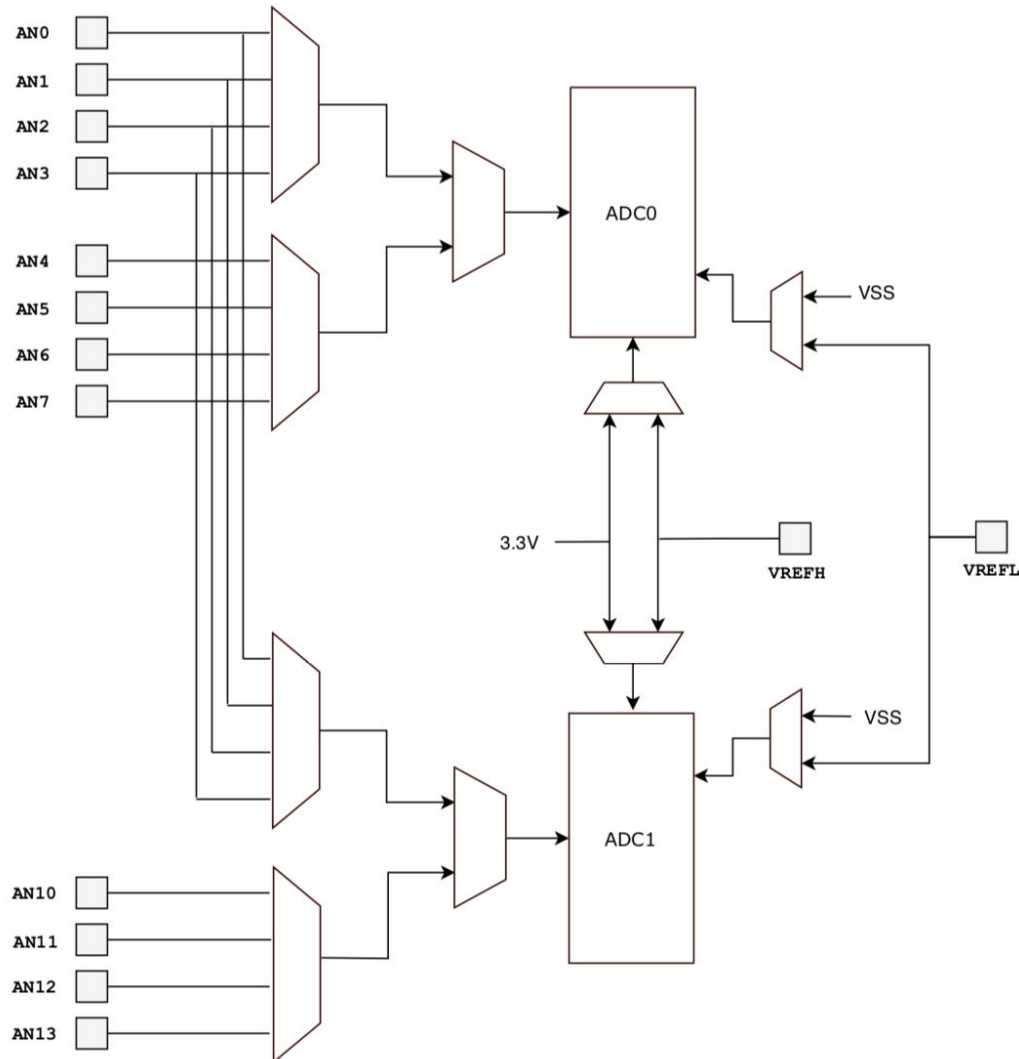 AN0
AN1
AN2
AN3
AN4
AN5
AN6
AN7
ADC0
VSS
3.3V
VREFH
VREFL
VSS
ADC1
AN10
AN11
AN12
AN13